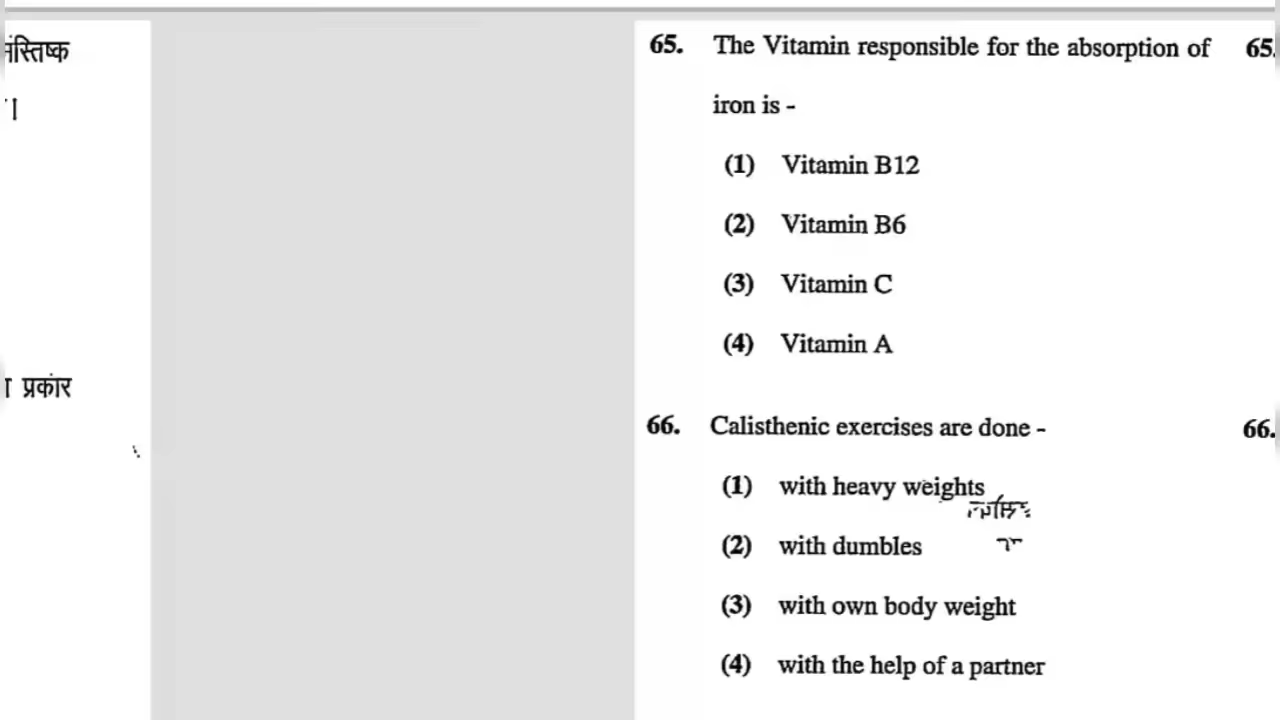 प्रकार
65. The Vitamin responsible for the absorption of
iron is -
(1) Vitamin B12
(2) Vitamin B6
(3) Vitamin C
(4) Vitamin A
66. Calisthenic exercises are done -
(1) with heavy weights
(2) with dumbles
(3) with own body weight
(4) with the help of a partner
65.
66.